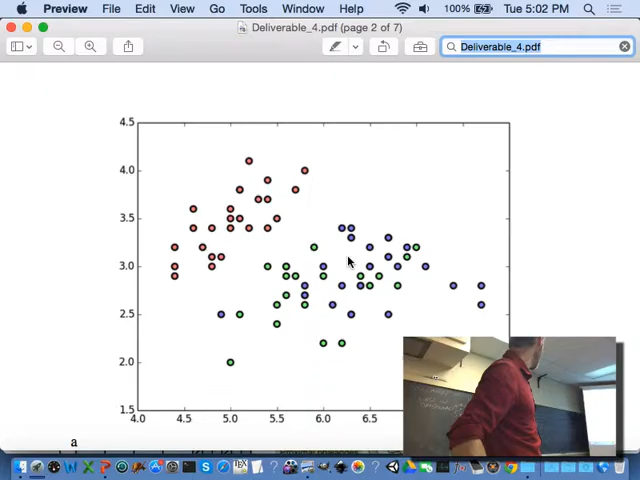 Preview File Edit View Go Tools Window Help 100% Tue 5:02 PM
Deliverable_4.pdf (page 2 of 7)
Deliverable_4.pdf
4.5
4.0
3.5
3.0
2.5
2.0
1.5
4.0 4.5 5.0 5.5 6.0 6.5
a